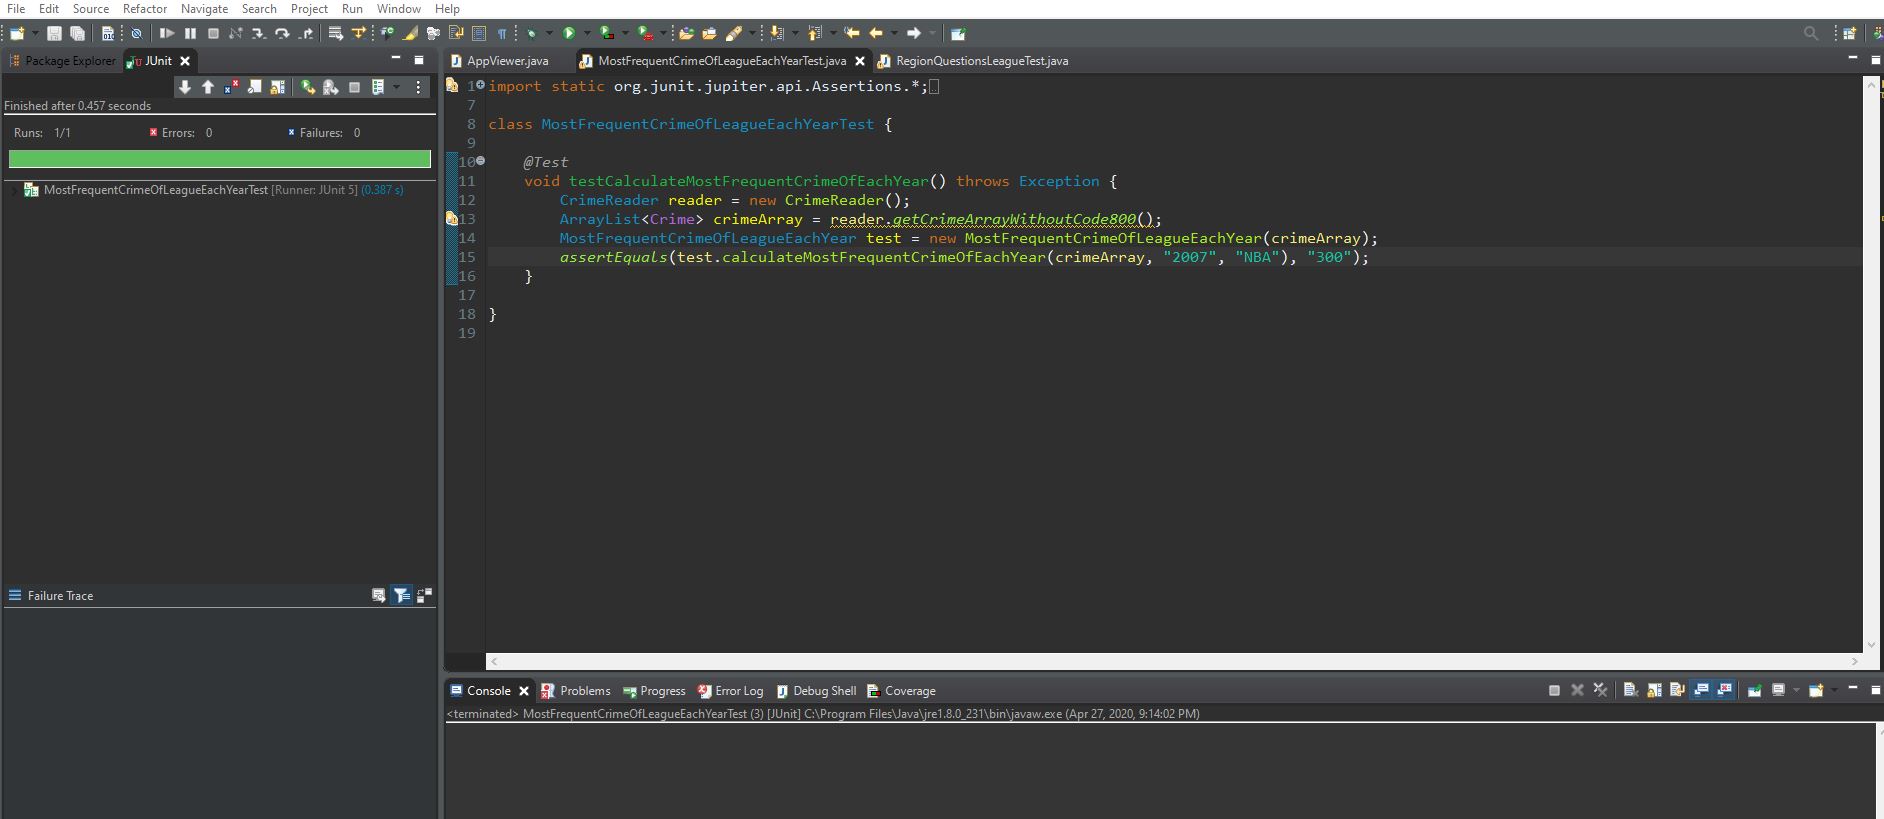 File Edit Source Refactor Navigate Search Project Run Window Help
Package Explorer JUnit
Finished after 0.457 seconds
Runs: 1/1 Errors: 0 Failures: 0
MostFrequentCrimeOfLeagueEachYearTest [Runner: JUnit 5] (0.387 s)
Failure Trace
AppViewer.java MostFrequentCrimeOfLeagueEachYearTest.java RegionQuestionsLeagueTest.java
1 import static org.junit.jupiter.api.Assertions.*;
7
8 class MostFrequentCrimeOfLeagueEachYearTest {
9
10 @Test
11 void testCalculateMostFrequentCrimeOfEachYear() throws Exception {
12 CrimeReader reader = new CrimeReader();
13 ArrayList<Crime> crimeArray = reader.getCrimeArrayWithoutCode800();
14 MostFrequentCrimeOfLeagueEachYear test = new MostFrequentCrimeOfLeagueEachYear(crimeArray);
15 assertEquals(test.calculateMostFrequentCrimeOfEachYear(crimeArray, "2007", "NBA"), "300");
16 }
17
18 }
19
Console Problems Progress Error Log Debug Shell Coverage
<terminated> MostFrequentCrimeOfLeagueEachYearTest (3) [JUnit] C:\Program Files\Java\jre1.8.0_231\bin\javaw.exe (Apr 27, 2020, 9:14:02 PM)